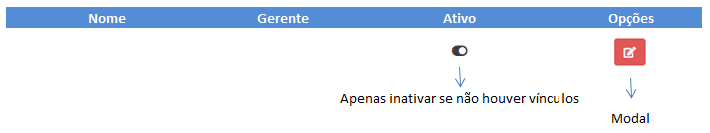 Nome Gerente Ativo Opções
Apenas inativar se não houver vínculos
Modal